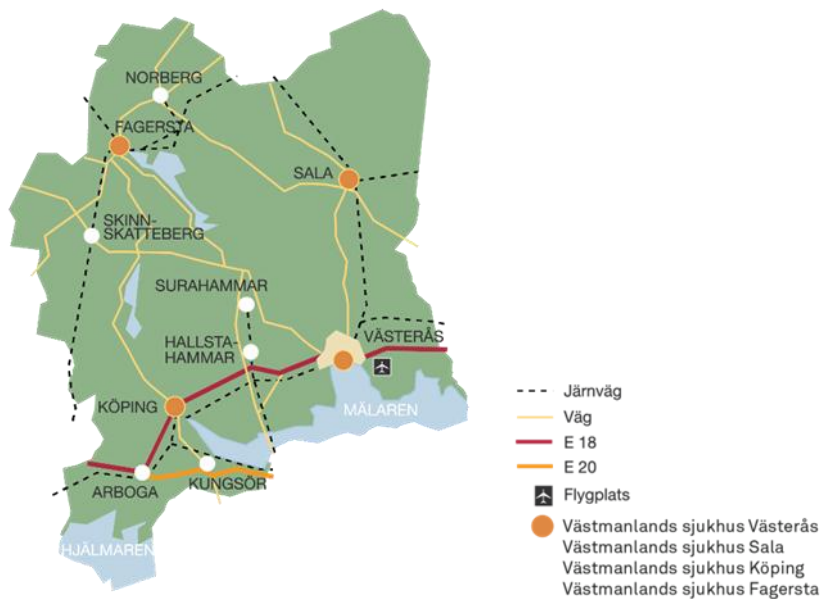 NORBERG
FAGERSTA
SALA
SKINN-
SKATTEBERG
SURAHAMMAR
HALLSTA-
HAMMAR
VÄSTERÅS
KÖPING
MÄLAREN
ARBOGA
KUNGSÖR
HJÄLMAREN
Järnväg
Väg
E 18
E 20
Flygplats
Västmanlands sjukhus Västerås
Västmanlands sjukhus Sala
Västmanlands sjukhus Köping
Västmanlands sjukhus Fagersta